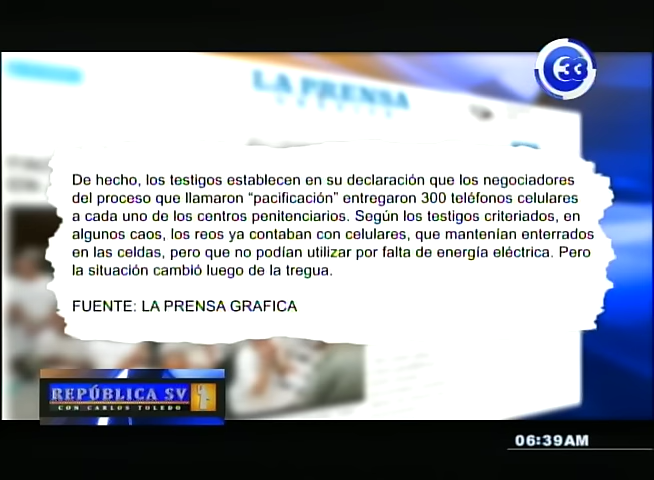 33
LA PRENSA
De hecho, los testigos establecen en su declaración que los negociadores
del proceso que llamaron “pacificación” entregaron 300 teléfonos celulares
a cada uno de los centros penitenciarios. Según los testigos criteriados, en
algunos caos, los reos ya contaban con celulares, que mantenían enterrados
en las celdas, pero que no podían utilizar por falta de energía eléctrica. Pero
la situación cambió luego de la tregua.
FUENTE: LA PRENSA GRAFICA
REPÚBLICA SV
CON CARLOS TOLEDO
06:39AM